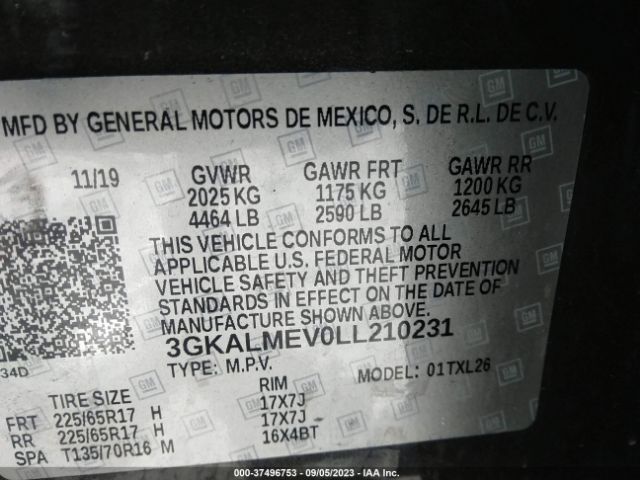 MFD BY GENERAL MOTORS DE MEXICO, S. DE R.L. DE C.V.
11/19 GVWR GAWR FRT GAWR RR
2025 KG 1175 KG 1200 KG
4464 LB 2590 LB 2645 LB
THIS VEHICLE CONFORMS TO ALL
APPLICABLE U.S. FEDERAL MOTOR
VEHICLE SAFETY AND THEFT PREVENTION
STANDARDS IN EFFECT ON THE DATE OF
MANUFACTURE SHOWN ABOVE.
3GKALMEV0LL210231
34D TYPE: M.P.V. MODEL: 01TXL26
TIRE SIZE RIM
FRT 225/65R17 H 17X7J
RR 225/65R17 H 17X7J
SPA T135/70R16 M 16X4BT
000-37496753 - 09/05/2023 - IAA Inc.